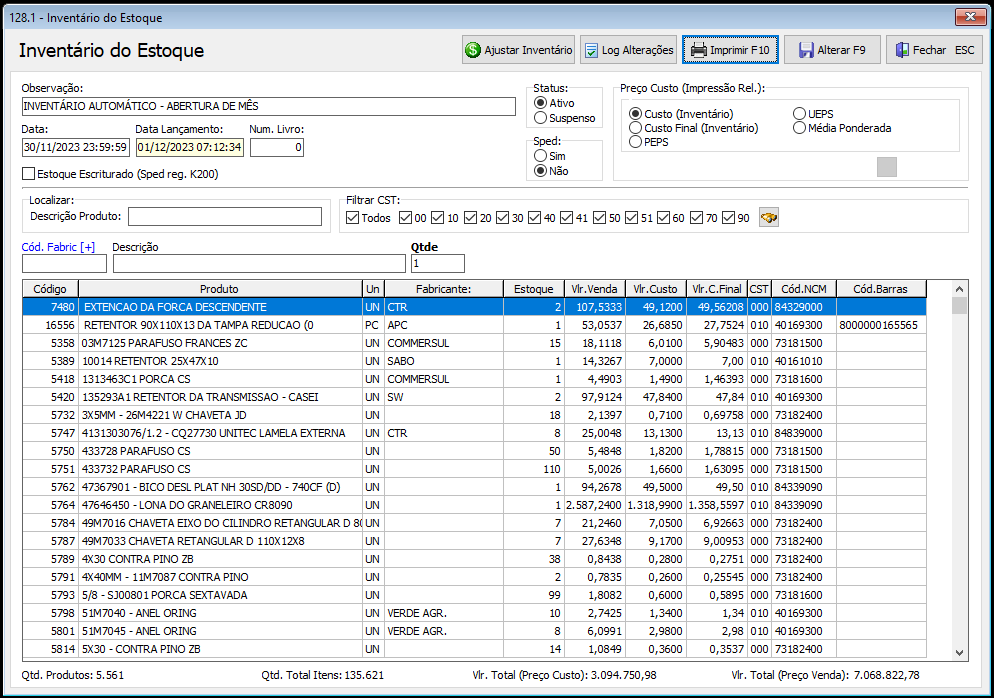 128.1 - Inventário do Estoque
Inventário do Estoque
Ajustar Inventário
Log Alterações
Imprimir F10
Alterar F9
Fechar ESC
Observação:
INVENTÁRIO AUTOMÁTICO - ABERTURA DE MÊS
Data: Data Lançamento: Num. Livro:
30/11/2023 23:59:59 01/12/2023 07:12:34 0
Estoque Escriturado (Sped reg. K200)
Status:
Ativo
Suspenso
Sped:
Sim
Não
Preço Custo (Impressão Rel.):
Custo (Inventário)
Custo Final (Inventário)
PEPS
UEPS
Média Ponderada
Localizar:
Descrição Produto:
Filtrar CST:
Todos 00 10 20 30 40 41 50 51 60 70 90
Cód. Fabric [+] Descrição Qtde
1
Código Produto Un Fabricante: Estoque Vlr.Venda Vlr.Custo Vlr.C.Final CST Cód.NCM Cód.Barras
7480 EXTENCAO DA FORCA DESCENDENTE UN CTR 2 107,5333 49,1200 49,56208 000 84329000
16556 RETENTOR 90X110X13 DA TAMPA REDUCAO (0 PC APC 1 53,0537 26,6850 27,7524 010 40169300 8000000165565
5358 03M7125 PARAFUSO FRANCES ZC UN COMMERSUL 15 18,1118 6,0100 5,90483 000 73181500
5389 10014 RETENTOR 25X47X10 UN SABO 1 14,3267 7,0000 7,00 010 40161010
5418 1313463C1 PORCA CS UN COMMERSUL 1 4,4903 1,4900 1,46393 000 73181600
5420 135293A1 RETENTOR DA TRANSMISSAO - CASEI UN SW 2 97,9124 47,8400 47,84 010 40169300
5732 3X5MM - 26M4221 W CHAVETA JD UN 18 2,1397 0,7100 0,69758 000 73182400
5747 4131303076/1.2 - CQ27730 UNITEC LAMELA EXTERNA UN CTR 8 25,0048 13,1300 13,13 010 84839000
5750 433728 PARAFUSO CS UN 50 5,4848 1,8200 1,78815 000 73181500
5751 433732 PARAFUSO CS UN 110 5,0026 1,6600 1,63095 000 73181500
5762 47367901 - BICO DESL PLAT NH 30SD/DD - 740CF (D) UN 1 94,2678 49,5000 49,50 010 84339090
5764 47646450 - LONA DO GRANELEIRO CR8090 UN 1 2.587,2400 1.318,9900 1.358,5597 010 84339090
5784 49M7016 CHAVETA EIXO DO CILINDRO RETANGULAR D 8( UN 7 21,2460 7,0500 6,92663 000 73182400
5787 49M7033 CHAVETA RETANGULAR D 110X12X8 UN 7 27,6348 9,1700 9,00953 000 73182400
5789 4X30 CONTRA PINO ZB UN 38 0,8438 0,2800 0,2751 000 73182400
5791 4X40MM - 11M7087 CONTRA PINO UN 2 0,7835 0,2600 0,25545 000 73182400
5793 5/8 - SJ00801 PORCA SEXTAVADA UN 99 1,8082 0,6000 0,5895 000 73181600
5798 51M7040 - ANEL ORING UN VERDE AGR. 10 2,7425 1,3400 1,34 010 40169300
5801 51M7045 - ANEL ORING UN VERDE AGR. 8 6,0991 2,9800 2,98 010 40169300
5814 5X30 - CONTRA PINO ZB UN 14 1,0849 0,3600 0,3537 000 73182400
Qtd. Produtos: 5.561 Qtd. Total Itens: 135.621 Vlr. Total (Preço Custo): 3.094.750,98 Vlr. Total (Preço Venda): 7.068.822,78